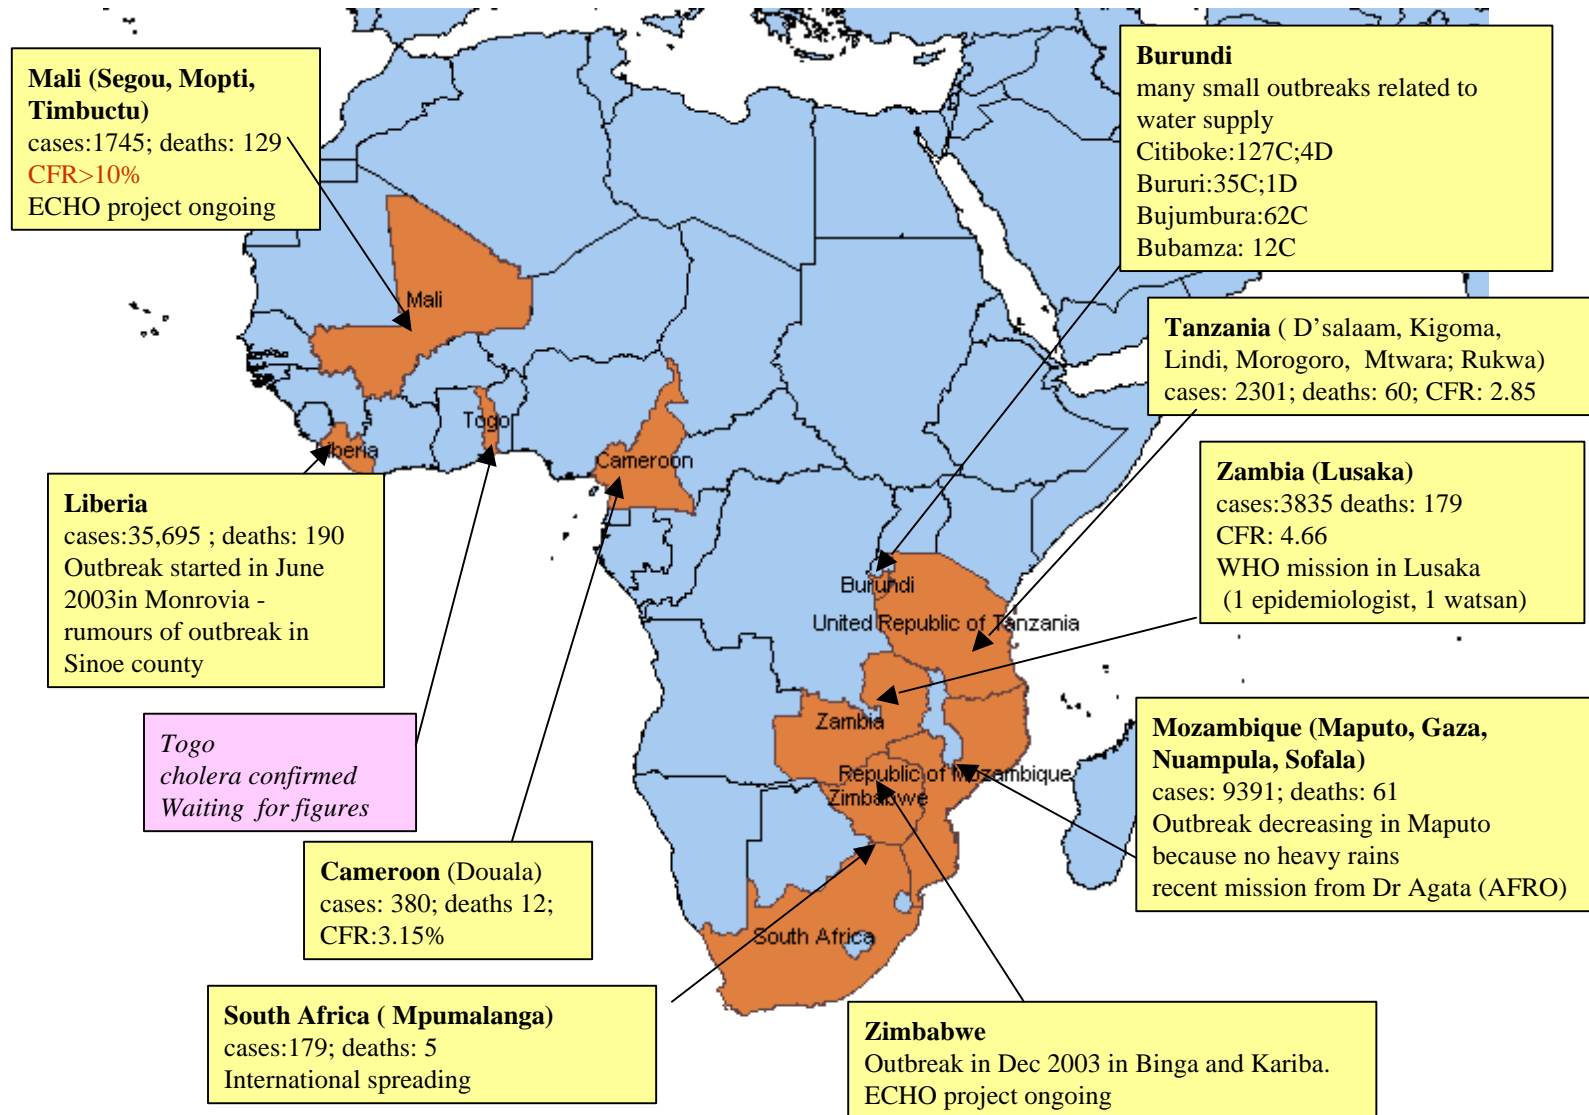 Mali (Segou, Mopti,
Timbuctu)
cases:1745; deaths: 129
CFR>10%
ECHO project ongoing
Burundi
many small outbreaks related to
water supply
Citiboke:127C;4D
Bururi:35C;1D
Bujumbura:62C
Bubamza: 12C
Tanzania ( D'salaam, Kigoma,
Lindi, Morogoro, Mtwara; Rukwa)
cases: 2301; deaths: 60; CFR: 2.85
Zambia (Lusaka)
cases:3835 deaths: 179
CFR: 4.66
WHO mission in Lusaka
(1 epidemiologist, 1 watsan)
Liberia
cases:35,695 ; deaths: 190
Outbreak started in June
2003in Monrovia -
rumours of outbreak in
Sinoe county
Togo
cholera confirmed
Waiting for figures
Cameroon (Douala)
cases: 380; deaths 12;
CFR:3.15%
Mozambique (Maputo, Gaza,
Nuampula, Sofala)
cases: 9391; deaths: 61
Outbreak decreasing in Maputo
because no heavy rains
recent mission from Dr Agata (AFRO)
South Africa ( Mpumalanga)
cases:179; deaths: 5
International spreading
Zimbabwe
Outbreak in Dec 2003 in Binga and Kariba.
ECHO project ongoing
Mali
Togo
Liberia
Cameroon
Burundi
United Republic of Tanzania
Zambia
Republic of Mozambique
Zimbabwe
South Africa